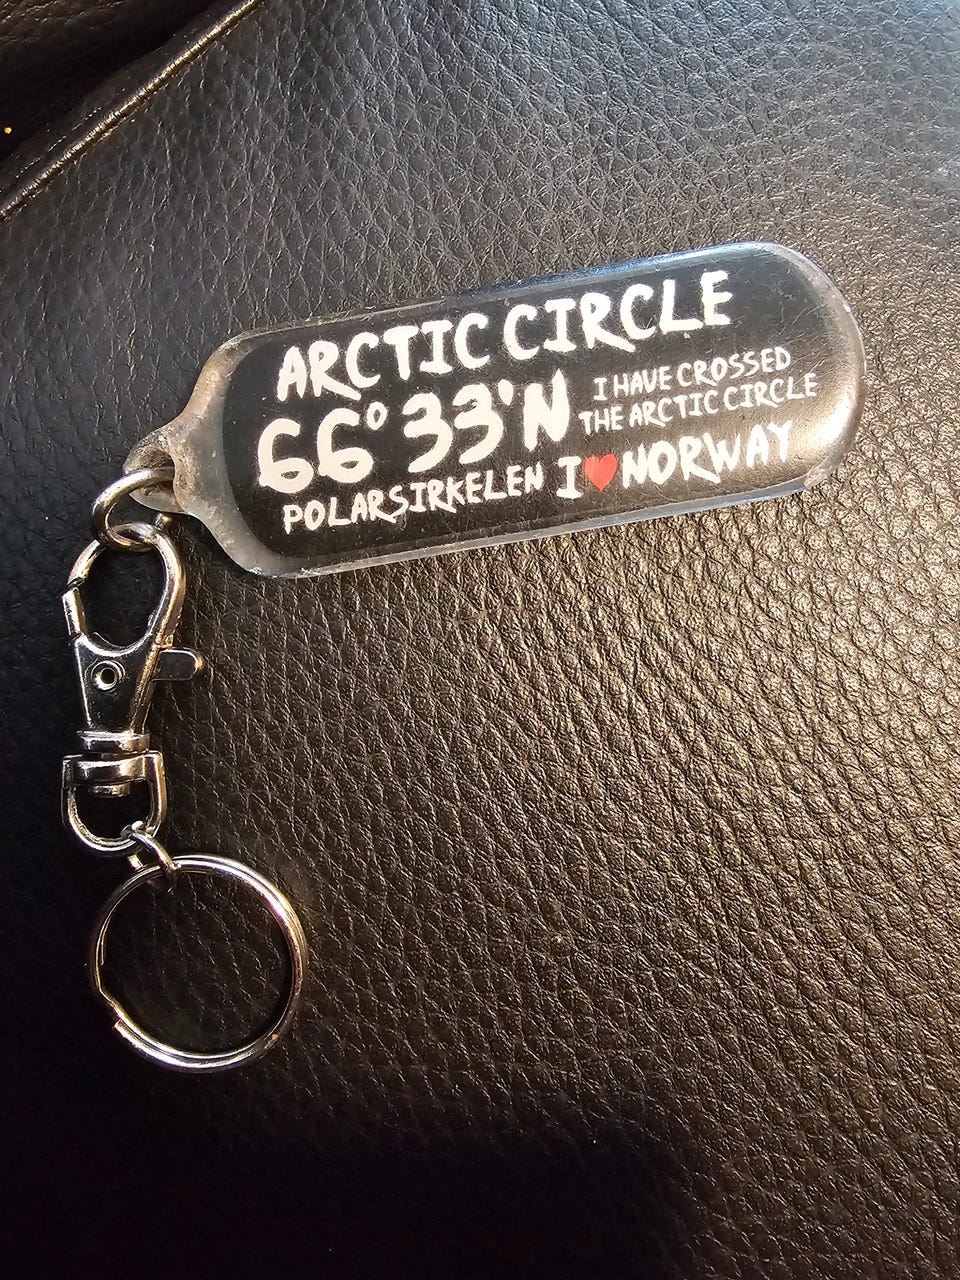 ARCTIC CIRCLE
66° 33'N
I HAVE CROSSED
THE ARCTIC CIRCLE
POLARSIRKELEN I ❤ NORWAY